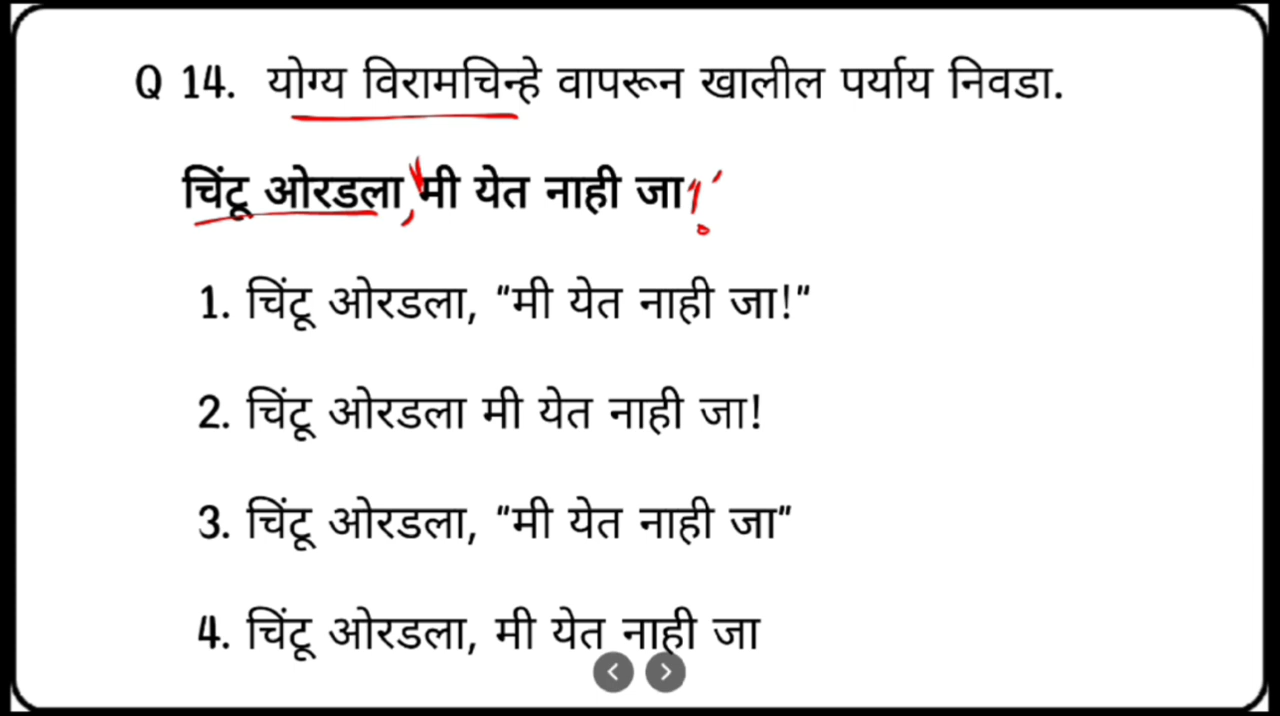 Q 14. योग्य विरामचिन्हे वापरून खालील पर्याय निवडा.
चिंटू ओरडला, मी येत नाही जा!
1. चिंटू ओरडला, "मी येत नाही जा!"
2. चिंटू ओरडला मी येत नाही जा!
3. चिंटू ओरडला, "मी येत नाही जा"
4. चिंटू ओरडला, मी येत नाही जा